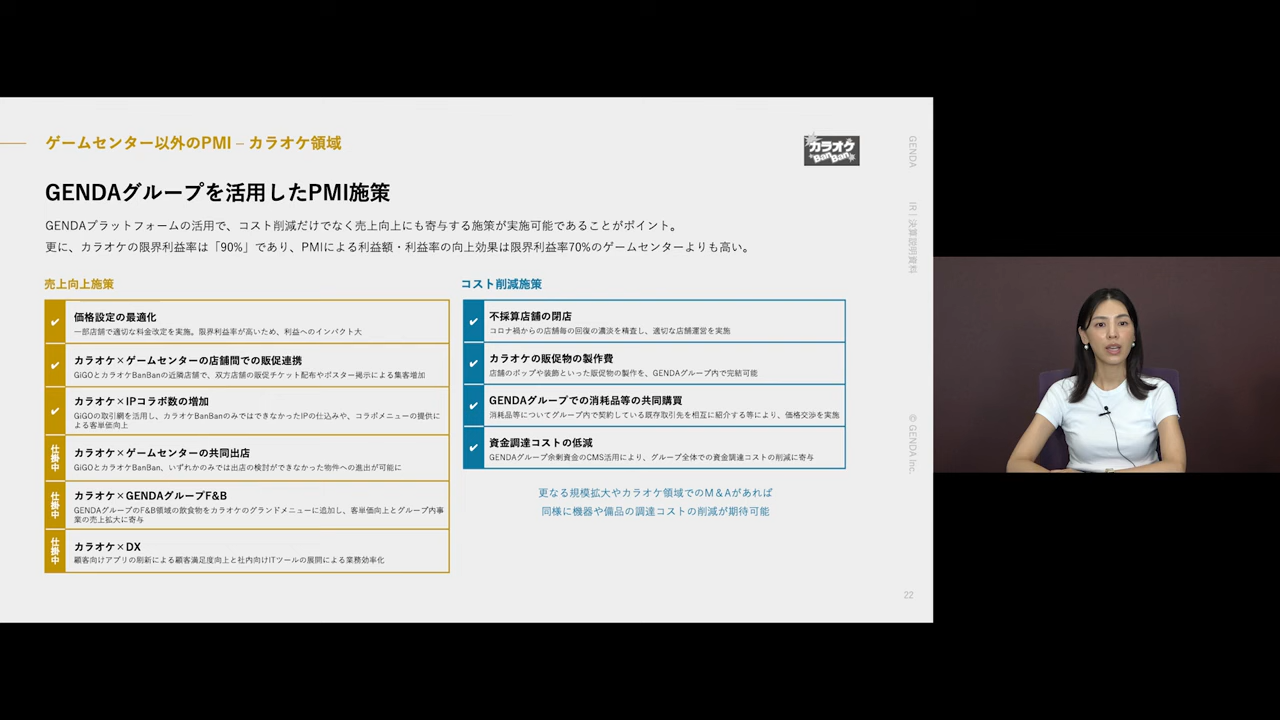 ゲームセンター以外のPMI – カラオケ領域
カラオケ
BanBan
GENDAグループを活用したPMI施策
GENDAプラットフォームの活用で、コスト削減だけでなく売上向上にも寄与する施策が実施可能であることがポイント。
更に、カラオケの限界利益率は「90%」であり、PMIによる利益額・利益率の向上効果は限界利益率70%のゲームセンターよりも高い。
売上向上施策
✔
価格設定の最適化
一部店舗で適切な料金改定を実施。限界利益率が高いため、利益へのインパクト大
✔
カラオケ×ゲームセンターの店舗間での販促連携
GiGOとカラオケBanBanの近隣店舗で、双方店舗の販促チケット配布やポスター掲示による集客増加
✔
カラオケ×IPコラボ数の増加
GiGOの取引網を活用し、カラオケBanBanのみではできなかったIPの仕込みや、コラボメニューの提供に
よる客単価向上
仕掛中
カラオケ×ゲームセンターの共同出店
GiGOとカラオケBanBan、いずれかのみでは出店の検討ができなかった物件への進出が可能に
仕掛中
カラオケ×GENDAグループF&B
GENDAグループのF&B領域の飲食物をカラオケのグランドメニューに追加し、客単価向上とグループ内事
業の売上拡大に寄与
仕掛中
カラオケ×DX
顧客向けアプリの刷新による顧客満足度向上と社内向けITツールの展開による業務効率化
コスト削減施策
✔
不採算店舗の閉店
コロナ禍からの店舗毎の回復の濃淡を精査し、適切な店舗運営を実施
✔
カラオケの販促物の製作費
店舗のポップや装飾といった販促物の製作を、GENDAグループ内で完結可能
✔
GENDAグループでの消耗品等の共同購買
消耗品等についてグループ内で契約している既存取引先を相互に紹介する等により、価格交渉を実施
✔
資金調達コストの低減
GENDAグループ余剰資金のCMS活用により、グループ全体での資金調達コストの削減に寄与
更なる規模拡大やカラオケ領域でのM&Aがあれば
同様に機器や備品の調達コストの削減が期待可能
GENDA
IR | 決算説明資料
© GENDA Inc.
22